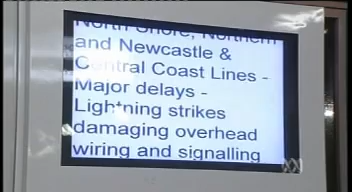 North Shore, Northern
and Newcastle &
Central Coast Lines -
Major delays -
Lightning strikes
damaging overhead
wiring and signalling